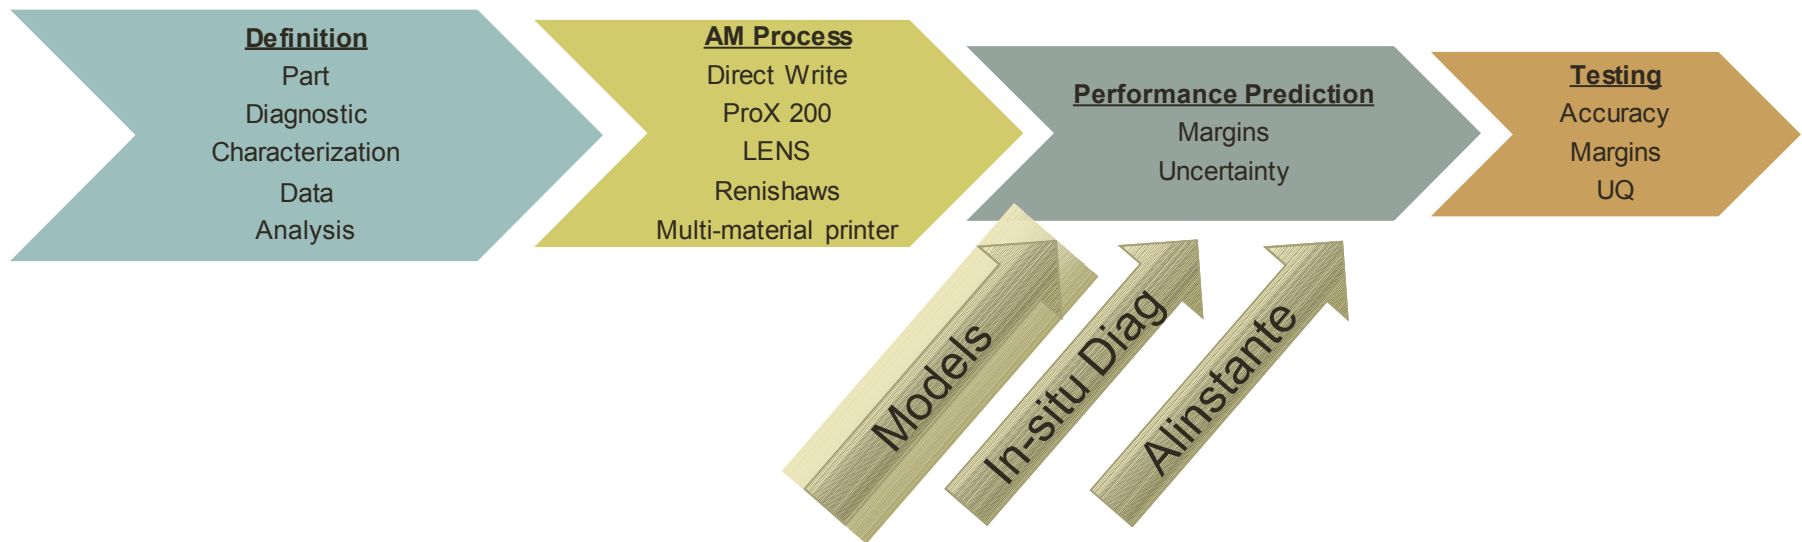 Definition
Part
Diagnostic
Characterization
Data
Analysis
AM Process
Direct Write
ProX 200
LENS
Renishaws
Multi-material printer
Performance Prediction
Margins
Uncertainty
Testing
Accuracy
Margins
UQ
Models
In-situ Diag
Alinstante